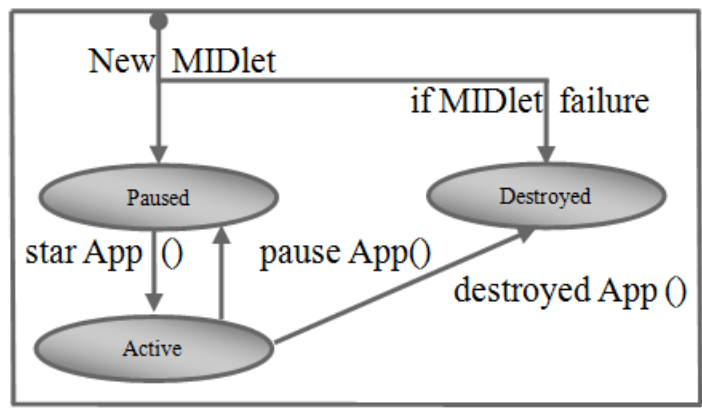 New MIDlet
if MIDlet failure
Paused
Destroyed
star App ()
pause App()
destroyed App ()
Active